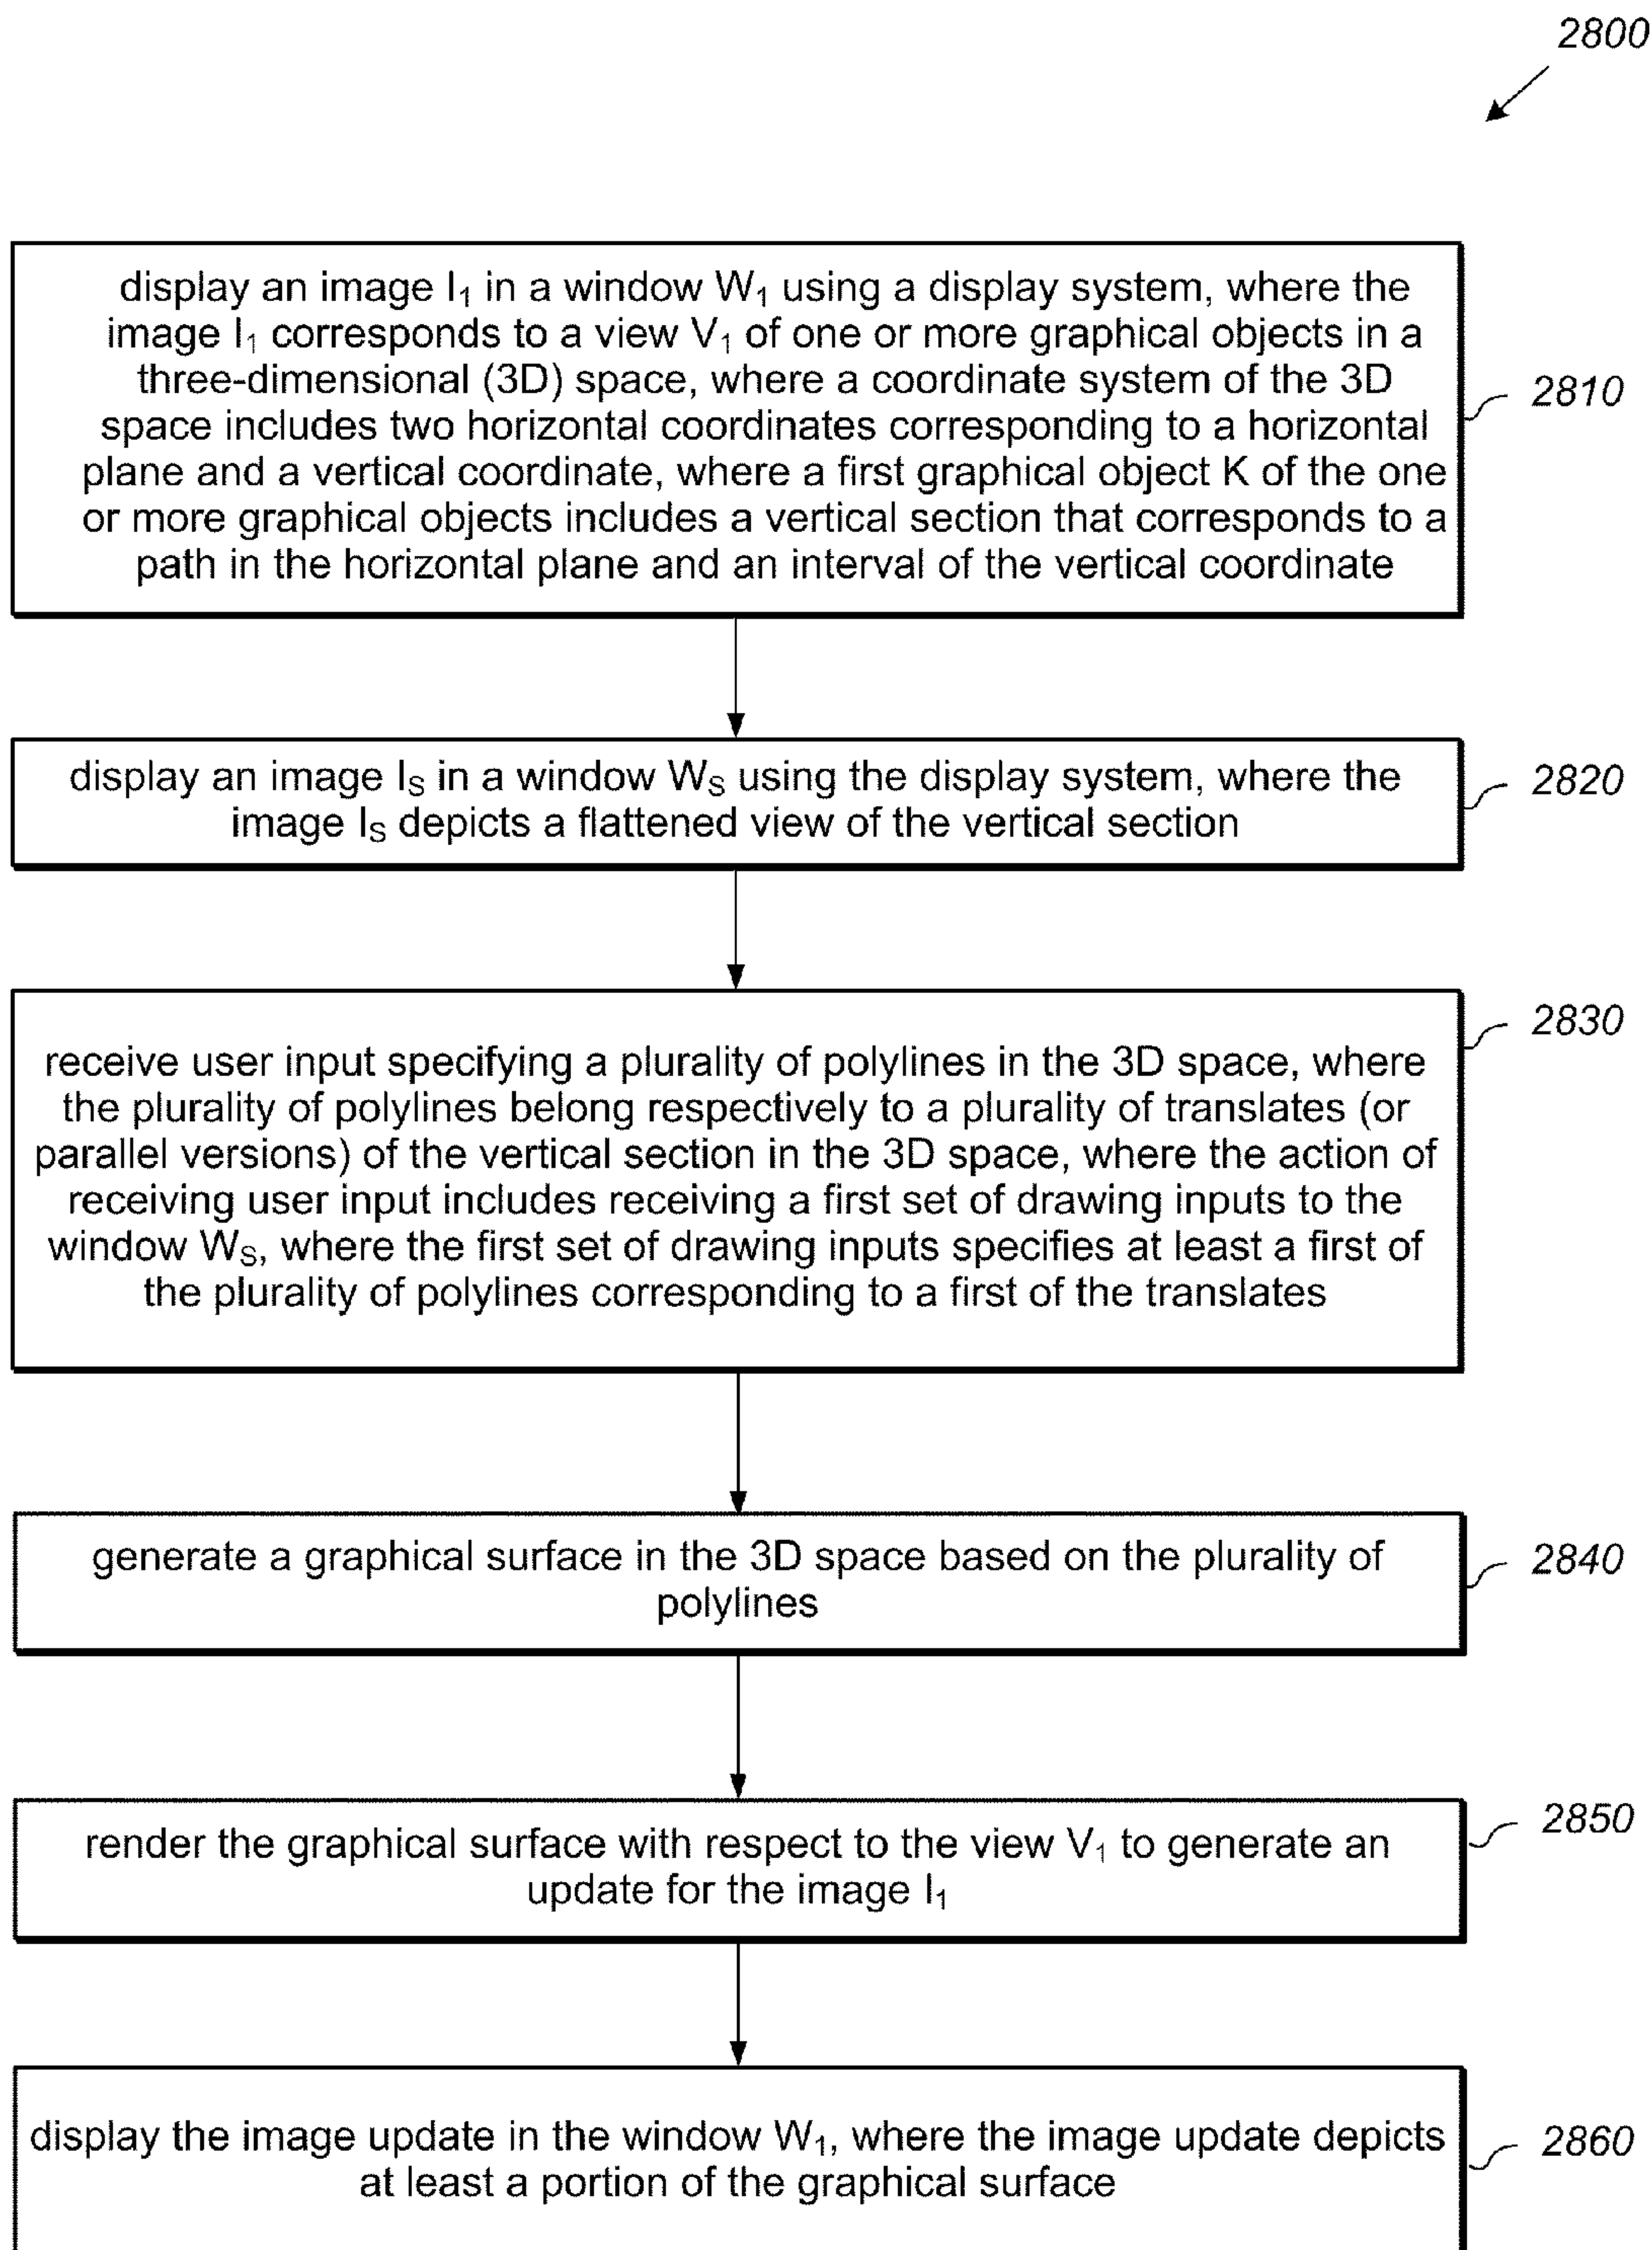 2800
display an image I₁ in a window W₁ using a display system, where the
image I₁ corresponds to a view V₁ of one or more graphical objects in a
three-dimensional (3D) space, where a coordinate system of the 3D
space includes two horizontal coordinates corresponding to a horizontal
plane and a vertical coordinate, where a first graphical object K of the one
or more graphical objects includes a vertical section that corresponds to a
path in the horizontal plane and an interval of the vertical coordinate
2810
display an image Iₛ in a window Wₛ using the display system, where the
image Iₛ depicts a flattened view of the vertical section
2820
receive user input specifying a plurality of polylines in the 3D space, where
the plurality of polylines belong respectively to a plurality of translates (or
parallel versions) of the vertical section in the 3D space, where the action of
receiving user input includes receiving a first set of drawing inputs to the
window Wₛ, where the first set of drawing inputs specifies at least a first of
the plurality of polylines corresponding to a first of the translates
2830
generate a graphical surface in the 3D space based on the plurality of
polylines
2840
render the graphical surface with respect to the view V₁ to generate an
update for the image I₁
2850
display the image update in the window W₁, where the image update depicts
at least a portion of the graphical surface
2860